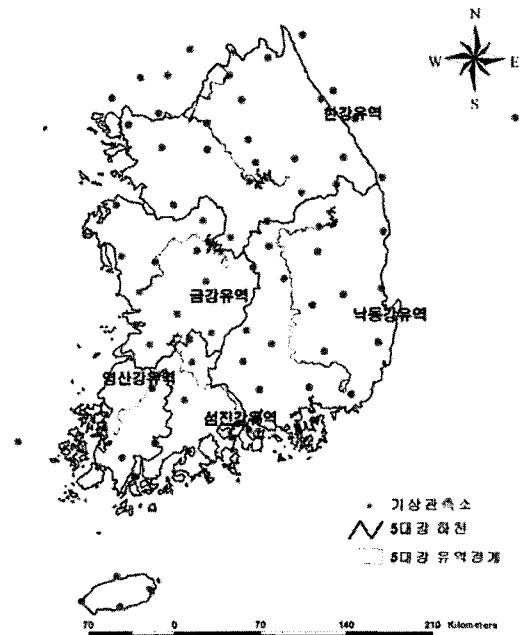 N
W E
S
한강유역
금강유역
낙동강유역
영산강유역
섬진강유역
기상관측소
5대강 하천
5대강 유역경계
70 0 70 140 210 Kilometers